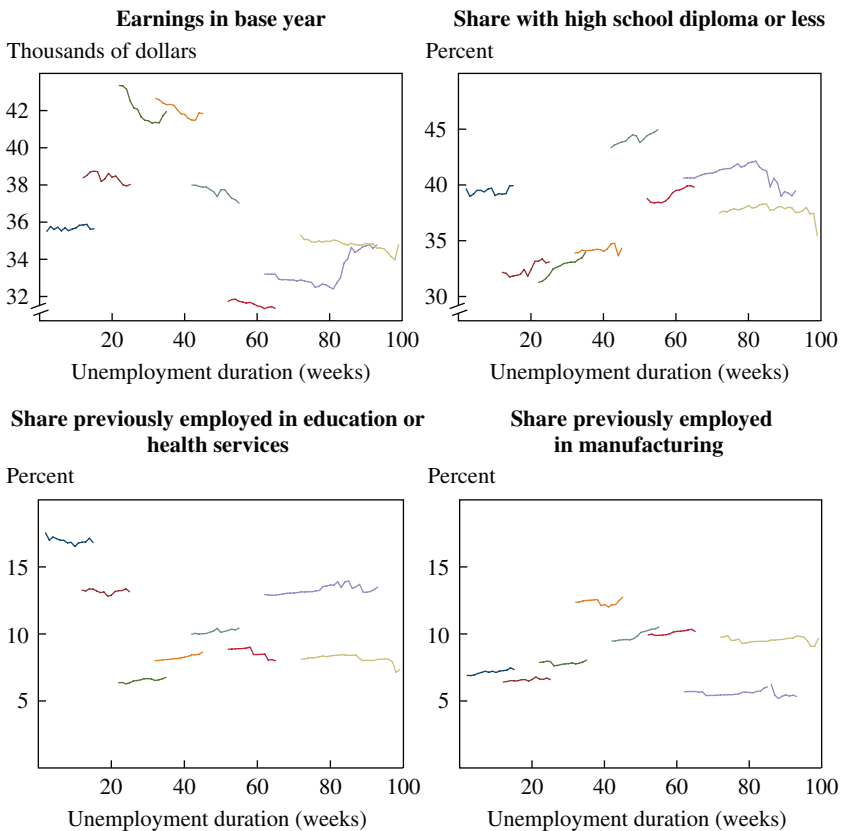 Earnings in base year
Thousands of dollars
42
40
38
36
34
32
20 40 60 80 100
Unemployment duration (weeks)
Share with high school diploma or less
Percent
45
40
35
30
20 40 60 80 100
Unemployment duration (weeks)
Share previously employed in education or
health services
Percent
15
10
5
20 40 60 80 100
Unemployment duration (weeks)
Share previously employed
in manufacturing
Percent
15
10
5
20 40 60 80 100
Unemployment duration (weeks)